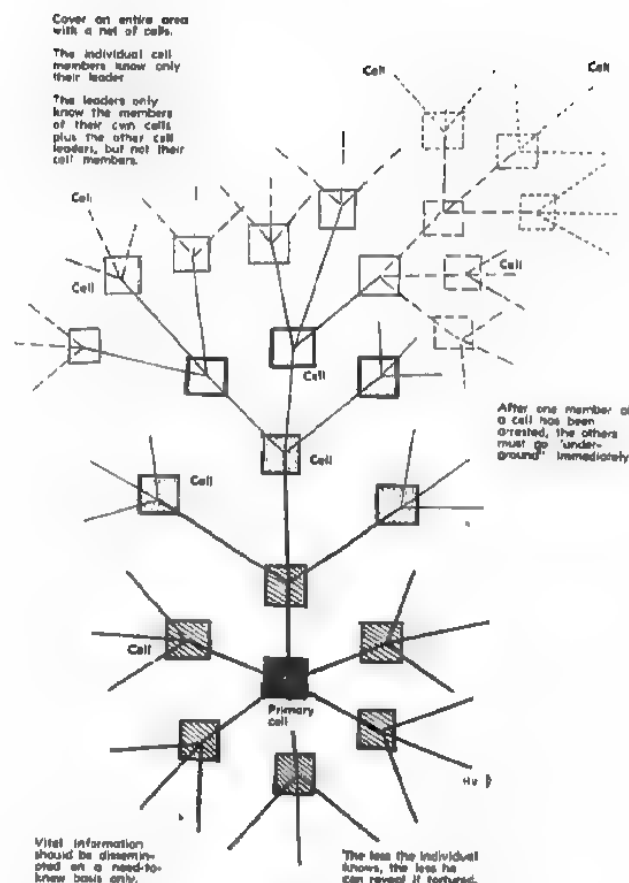 Cover an entire area
with a net of cells.
The individual cell
members know only
their leader
The leaders only
know the members
of their own cells
plus the other cell
leaders, but not their
cell members.
Cell
Cell
Cell
Cell
Cell
Cell
Cell
After one member of
a cell has been
arrested, the others
must go "under-
ground" immediately
Cell
Cell
Primary
cell
Vital information
should be dissemin-
ated on a need-to-
know basis only.
The less the individual
knows, the less he
can reveal if tortured.